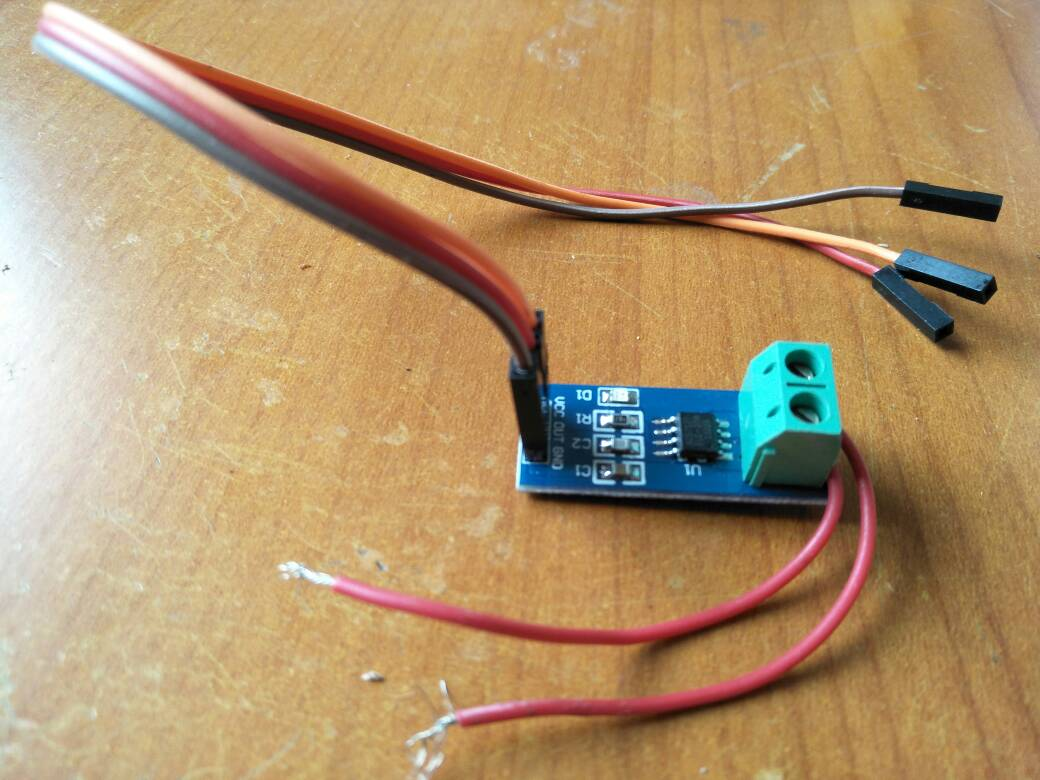 D1
R1
C2
C1
VCC OUT GND
U1